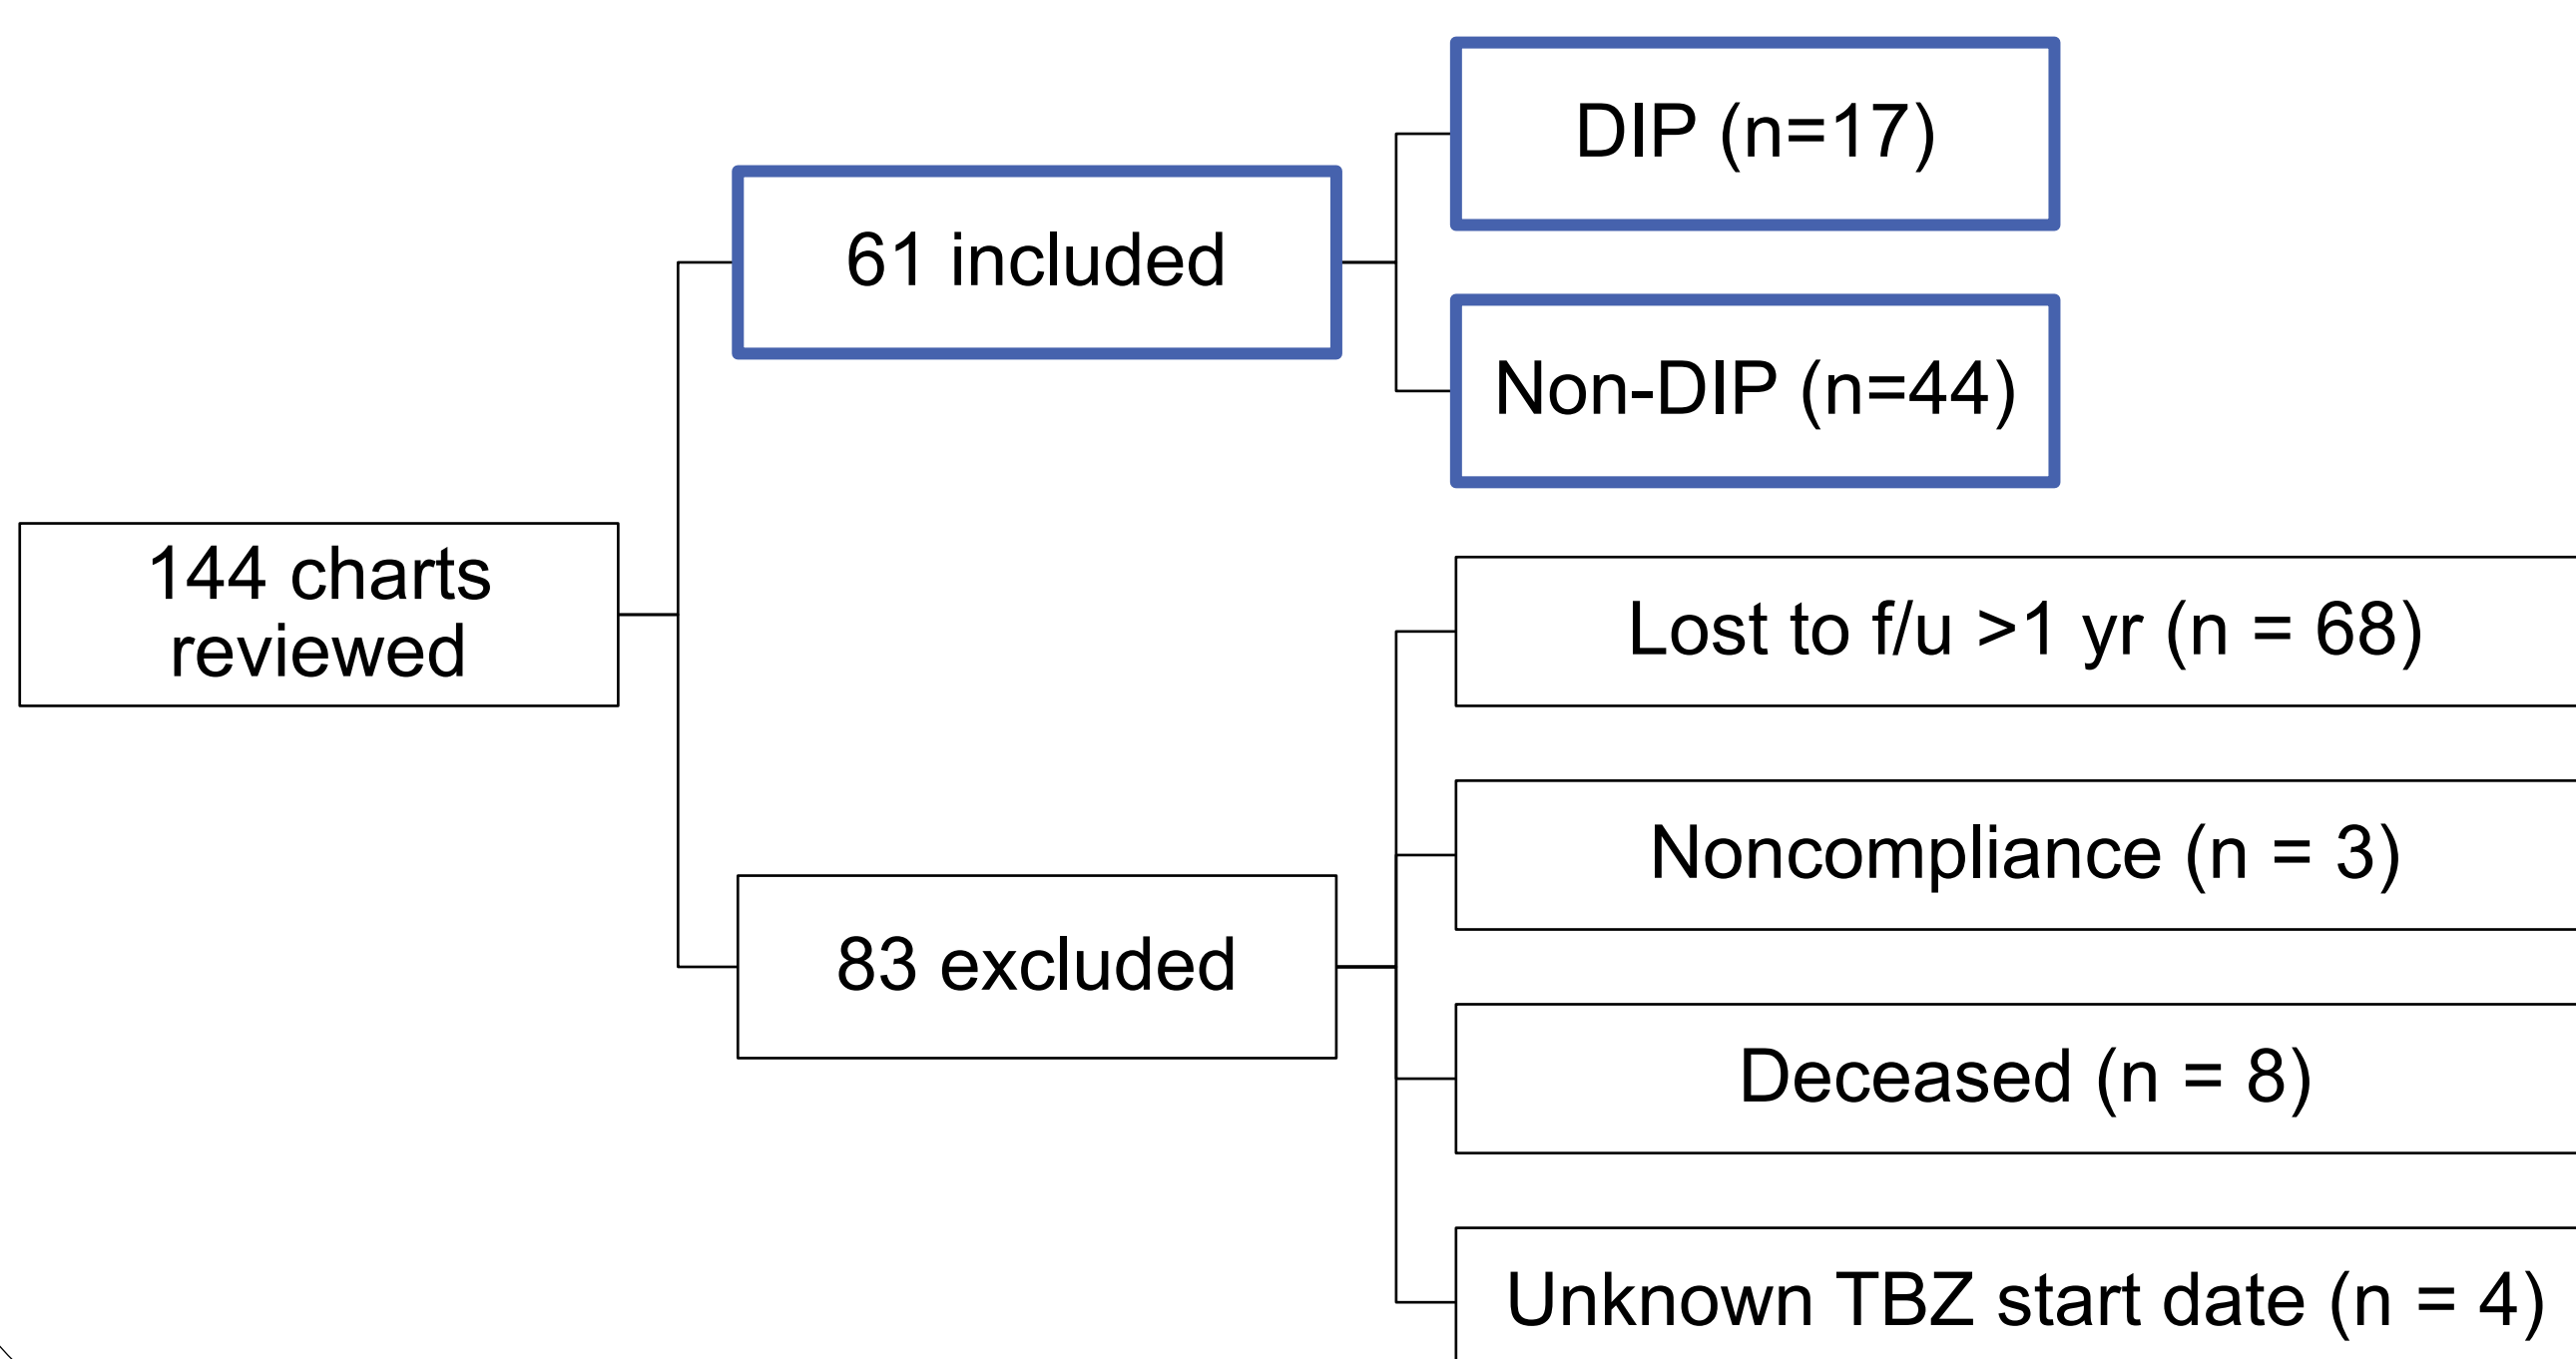 144 charts
reviewed
61 included
DIP (n=17)
Non-DIP (n=44)
83 excluded
Lost to f/u >1 yr (n = 68)
Noncompliance (n = 3)
Deceased (n = 8)
Unknown TBZ start date (n = 4)